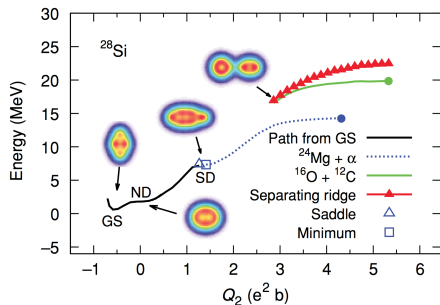 ²⁸Si
30
25
20
15
10
5
0
−5
Energy (MeV)
GS
ND
SD
Path from GS
²⁴Mg + α
¹⁶O + ¹²C
Separating ridge
Saddle
Minimum
−1 0 1 2 3 4 5 6
Q₂ (e² b)